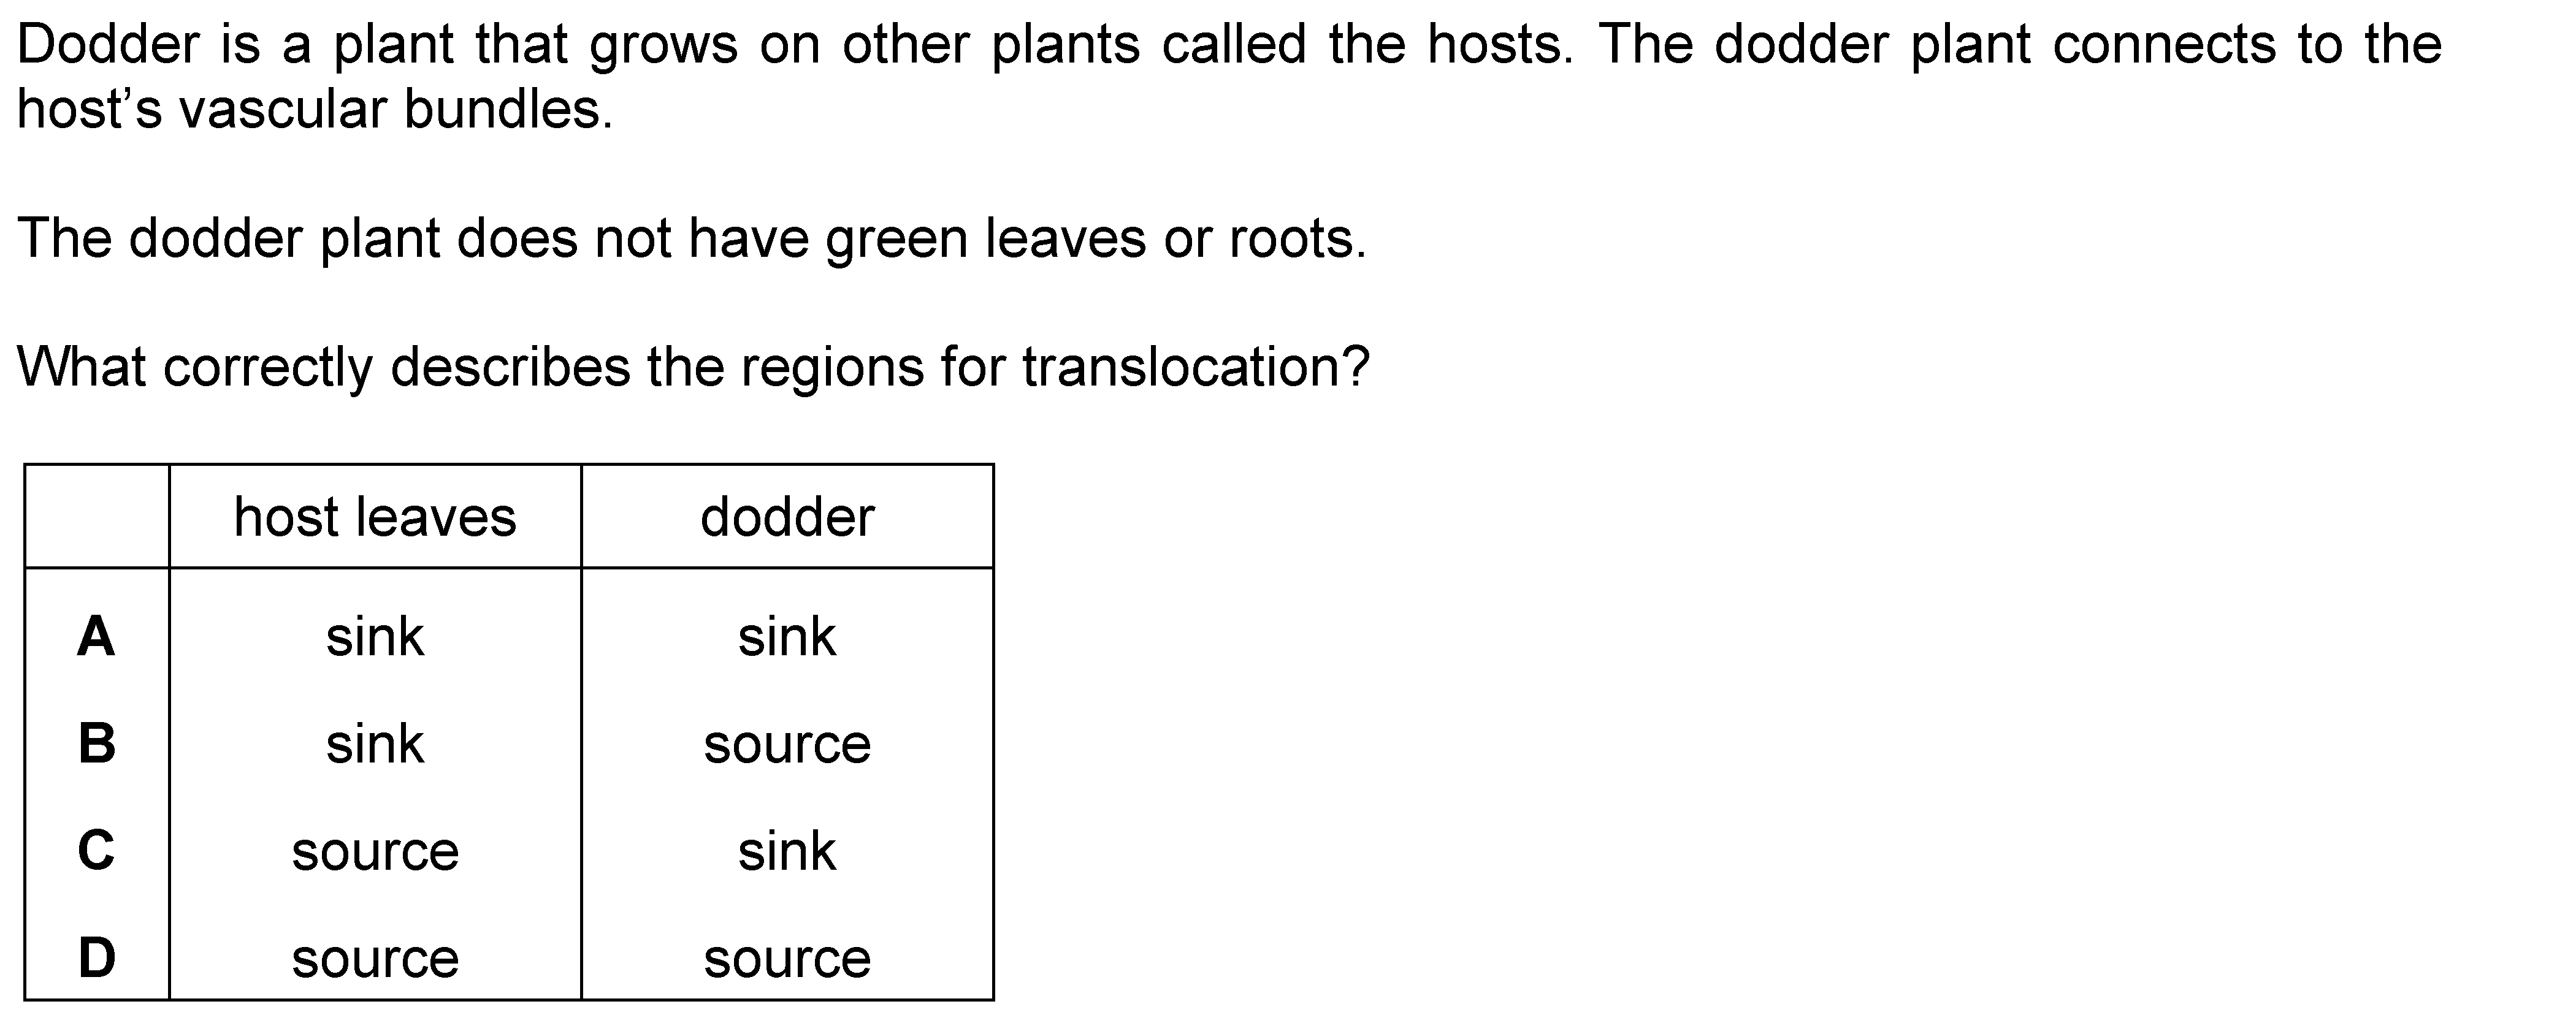 Dodder is a plant that grows on other plants called the hosts. The dodder plant connects to the
host’s vascular bundles.
The dodder plant does not have green leaves or roots.
What correctly describes the regions for translocation?
host leaves dodder
A sink sink
B sink source
C source sink
D source source